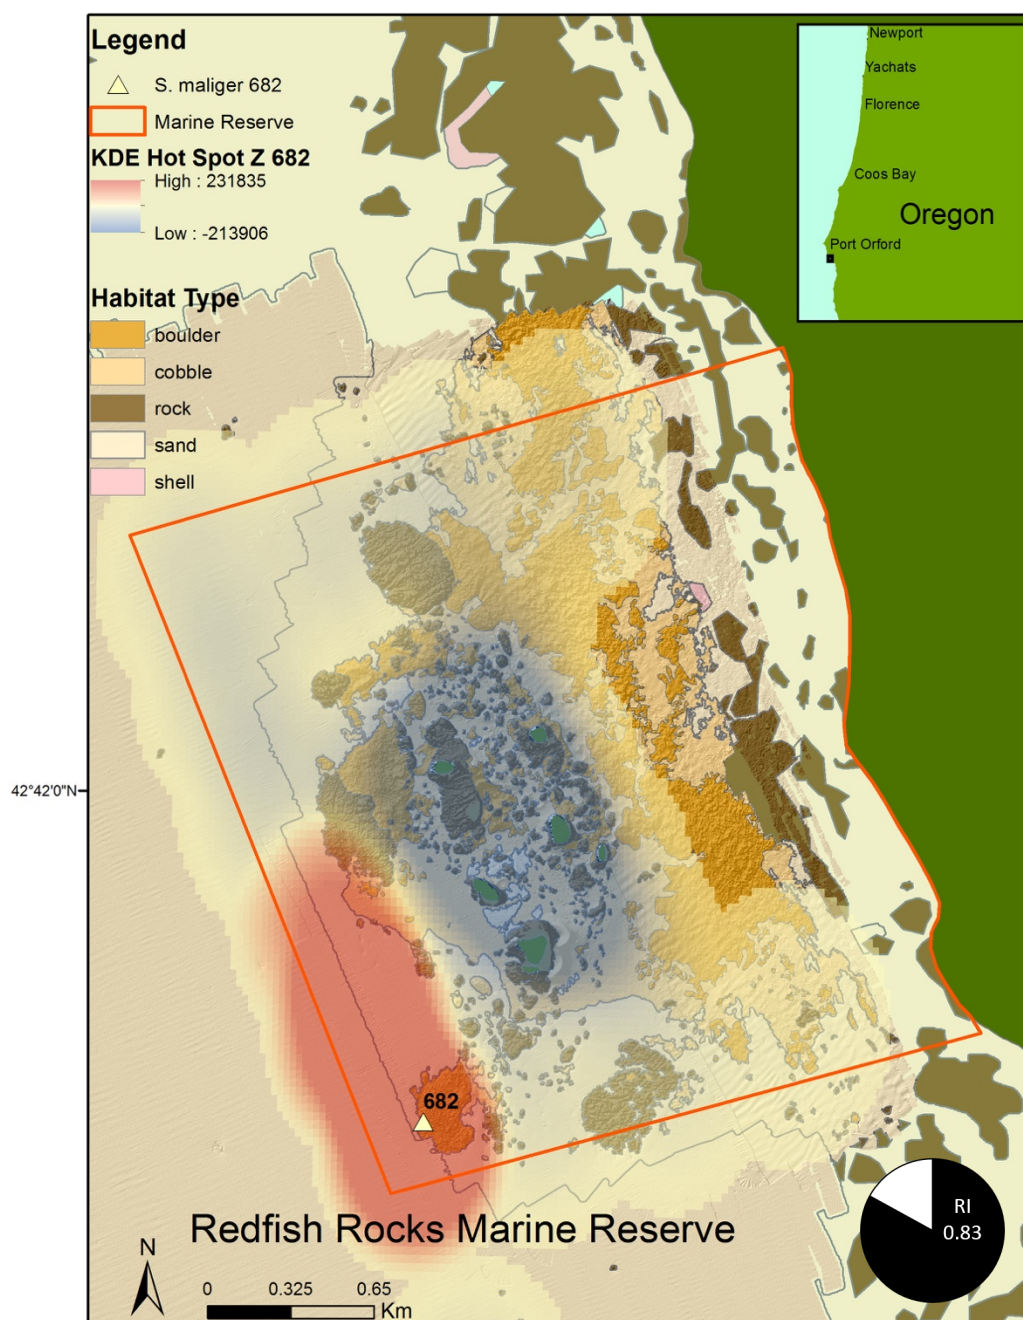 Legend
S. maliger 682
Marine Reserve
KDE Hot Spot Z 682
High : 231835
Low : -213906
Habitat Type
boulder
cobble
rock
sand
shell
Newport
Yachats
Florence
Coos Bay
Oregon
Port Orford
42°42'0"N
682
Redfish Rocks Marine Reserve
RI
0.83
N
0 0.325 0.65
Km